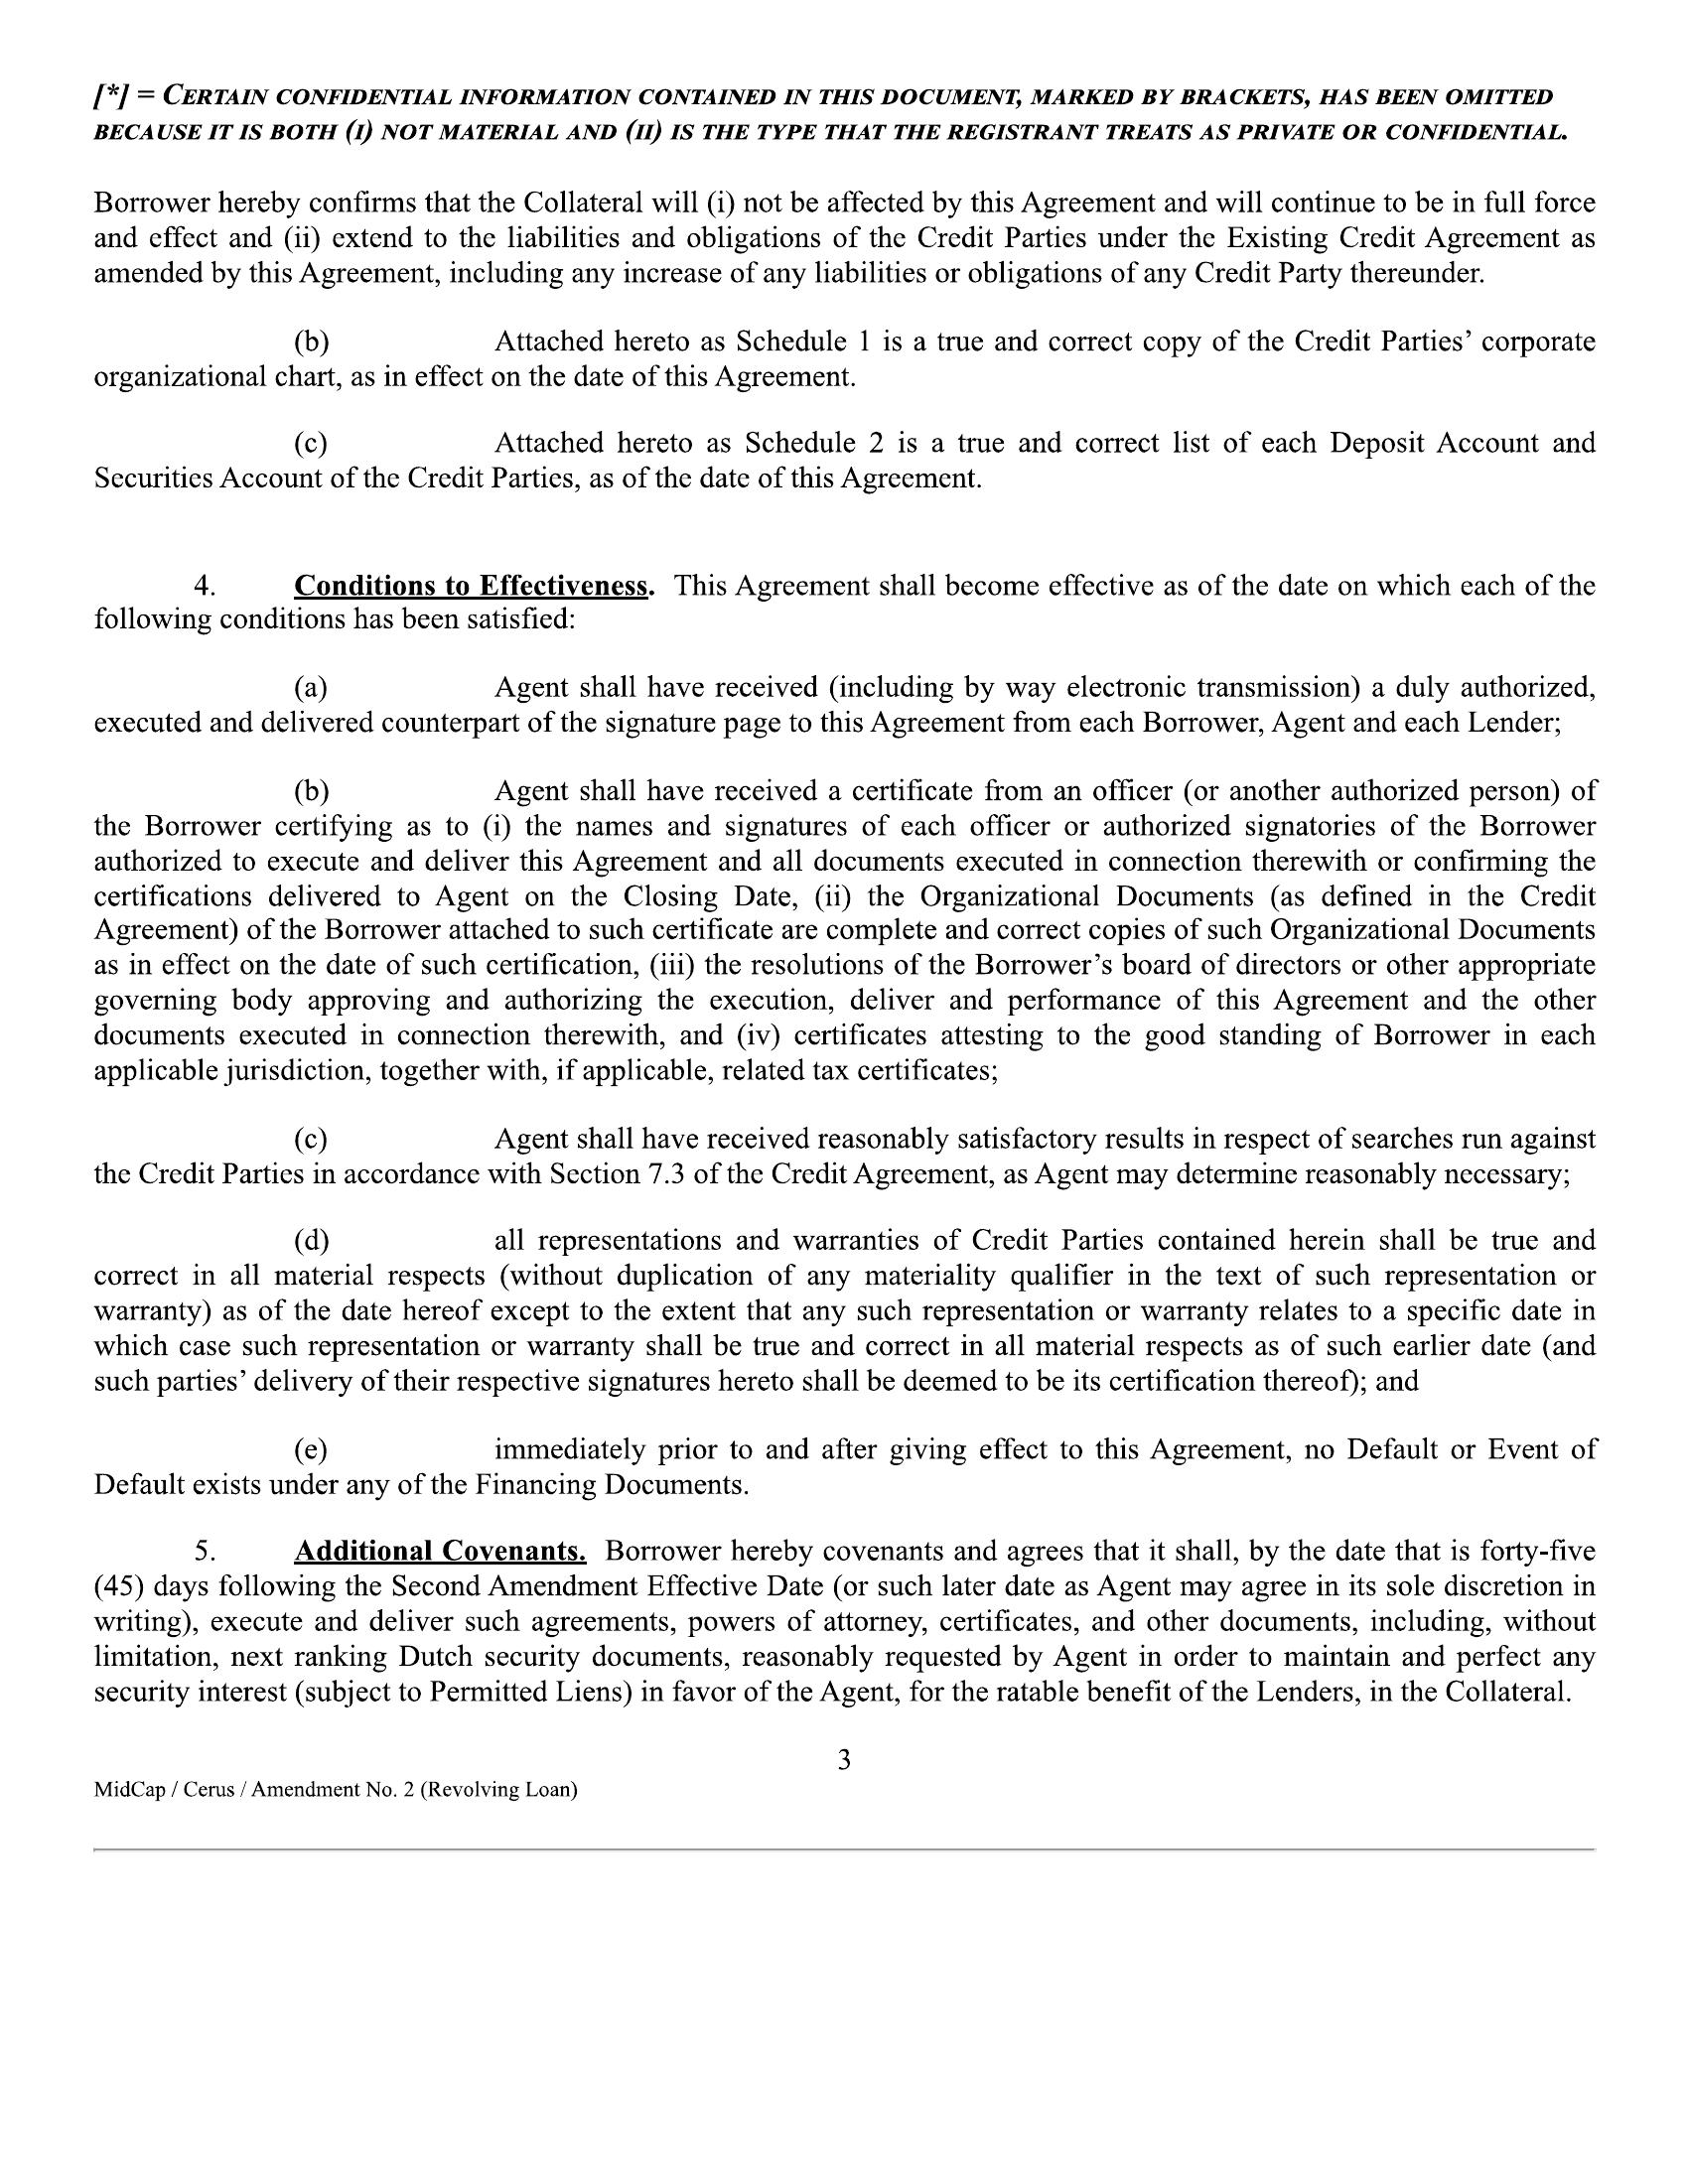 [*] = CERTAIN CONFIDENTIAL INFORMATION CONTAINED IN THIS DOCUMENT, MARKED BY BRACKETS, HAS BEEN OMITTED
BECAUSE IT IS BOTH (I) NOT MATERIAL AND (II) IS THE TYPE THAT THE REGISTRANT TREATS AS PRIVATE OR CONFIDENTIAL.
Borrower hereby confirms that the Collateral will (i) not be affected by this Agreement and will continue to be in full force
and effect and (ii) extend to the liabilities and obligations of the Credit Parties under the Existing Credit Agreement as
amended by this Agreement, including any increase of any liabilities or obligations of any Credit Party thereunder.
(b) Attached hereto as Schedule 1 is a true and correct copy of the Credit Parties’ corporate
organizational chart, as in effect on the date of this Agreement.
(c) Attached hereto as Schedule 2 is a true and correct list of each Deposit Account and
Securities Account of the Credit Parties, as of the date of this Agreement.
4. Conditions to Effectiveness. This Agreement shall become effective as of the date on which each of the
following conditions has been satisfied:
(a) Agent shall have received (including by way electronic transmission) a duly authorized,
executed and delivered counterpart of the signature page to this Agreement from each Borrower, Agent and each Lender;
(b) Agent shall have received a certificate from an officer (or another authorized person) of
the Borrower certifying as to (i) the names and signatures of each officer or authorized signatories of the Borrower
authorized to execute and deliver this Agreement and all documents executed in connection therewith or confirming the
certifications delivered to Agent on the Closing Date, (ii) the Organizational Documents (as defined in the Credit
Agreement) of the Borrower attached to such certificate are complete and correct copies of such Organizational Documents
as in effect on the date of such certification, (iii) the resolutions of the Borrower’s board of directors or other appropriate
governing body approving and authorizing the execution, deliver and performance of this Agreement and the other
documents executed in connection therewith, and (iv) certificates attesting to the good standing of Borrower in each
applicable jurisdiction, together with, if applicable, related tax certificates;
(c) Agent shall have received reasonably satisfactory results in respect of searches run against
the Credit Parties in accordance with Section 7.3 of the Credit Agreement, as Agent may determine reasonably necessary;
(d) all representations and warranties of Credit Parties contained herein shall be true and
correct in all material respects (without duplication of any materiality qualifier in the text of such representation or
warranty) as of the date hereof except to the extent that any such representation or warranty relates to a specific date in
which case such representation or warranty shall be true and correct in all material respects as of such earlier date (and
such parties’ delivery of their respective signatures hereto shall be deemed to be its certification thereof); and
(e) immediately prior to and after giving effect to this Agreement, no Default or Event of
Default exists under any of the Financing Documents.
5. Additional Covenants. Borrower hereby covenants and agrees that it shall, by the date that is forty-five
(45) days following the Second Amendment Effective Date (or such later date as Agent may agree in its sole discretion in
writing), execute and deliver such agreements, powers of attorney, certificates, and other documents, including, without
limitation, next ranking Dutch security documents, reasonably requested by Agent in order to maintain and perfect any
security interest (subject to Permitted Liens) in favor of the Agent, for the ratable benefit of the Lenders, in the Collateral.
3
MidCap / Cerus / Amendment No. 2 (Revolving Loan)